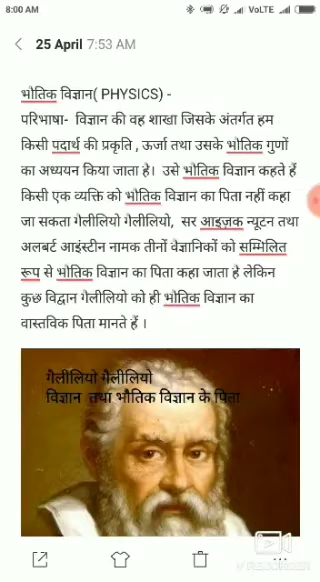 8:00 AM VoLTE
25 April 7:53 AM
भौतिक विज्ञान( PHYSICS) -
परिभाषा- विज्ञान की वह शाखा जिसके अंतर्गत हम
किसी पदार्थ की प्रकृति , ऊर्जा तथा उसके भौतिक गुणों
का अध्ययन किया जाता है। उसे भौतिक विज्ञान कहते हैं
किसी एक व्यक्ति को भौतिक विज्ञान का पिता नहीं कहा
जा सकता गेलीलियो गेलीलियो, सर आइज़क न्यूटन तथा
अलबर्ट आइंस्टीन नामक तीनों वैज्ञानिकों को सम्मिलित
रूप से भौतिक विज्ञान का पिता कहा जाता है लेकिन
कुछ विद्वान गेलीलियो को ही भौतिक विज्ञान का
वास्तविक पिता मानते हैं ।
गैलीलियो गैलीलियो
विज्ञान तथा भौतिक विज्ञान के पिता
V RECORDER